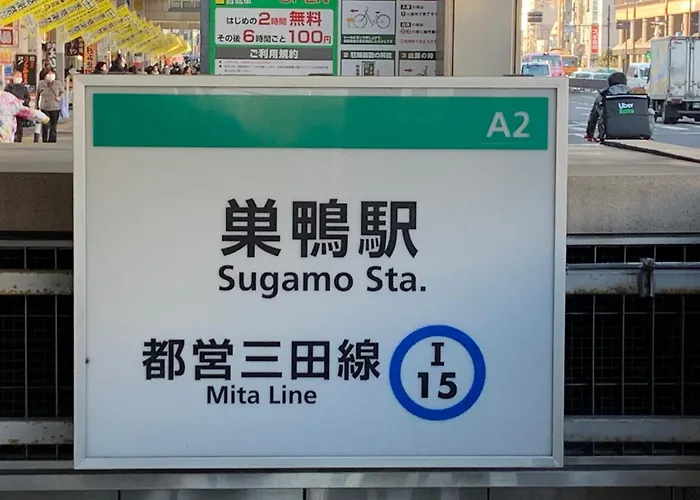 はじめの2時間 無料
その後6時間ごと100円
ご利用規約
Uber
Eats
A2
巣鴨駅
Sugamo Sta.
都営三田線
Mita Line
I
15